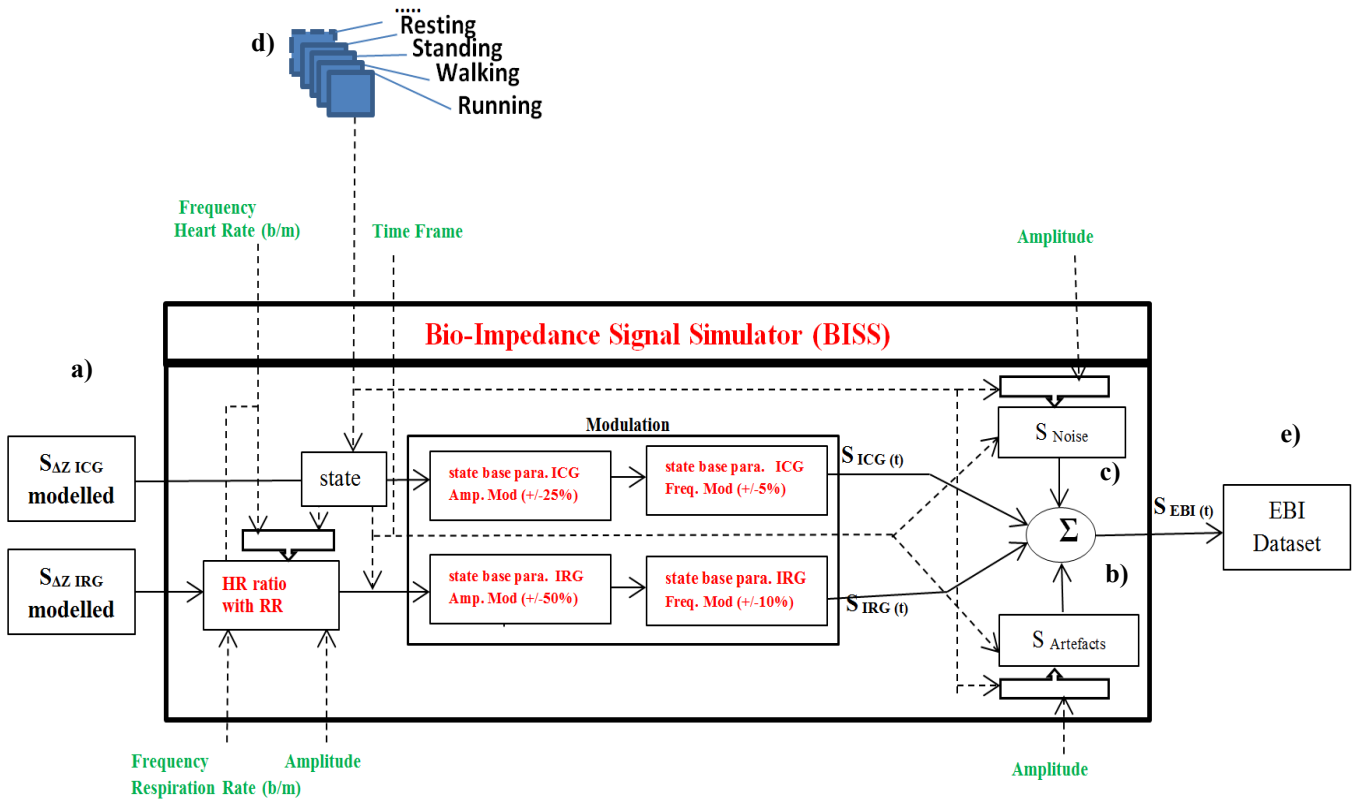 .....
Resting
d)
Standing
Walking
Running
Frequency
Heart Rate (b/m)
Time Frame
Amplitude
Bio-Impedance Signal Simulator (BISS)
a)
Modulation
S ΔZ ICG
modelled
state
state base para. ICG
Amp. Mod (+/-25%)
state base para. ICG
Freq. Mod (+/-5%)
S ICG (t)
S Noise
c)
e)
S ΔZ IRG
modelled
HR ratio
with RR
state base para. IRG
Amp. Mod (+/-50%)
state base para. IRG
Freq. Mod (+/-10%)
S IRG (t)
Σ
b)
S EBI (t)
EBI
Dataset
S Artefacts
Frequency
Respiration Rate (b/m)
Amplitude
Amplitude